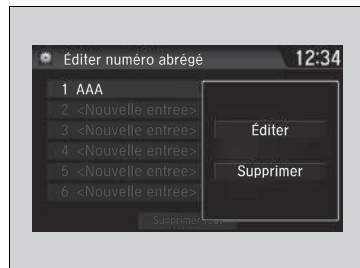 Éditer numéro abrégé 12:34
1 AAA
2 <Nouvelle entrée>
3 <Nouvelle entrée>
4 <Nouvelle entrée>
5 <Nouvelle entrée>
6 <Nouvelle entrée>
Éditer
Supprimer
Supprimer